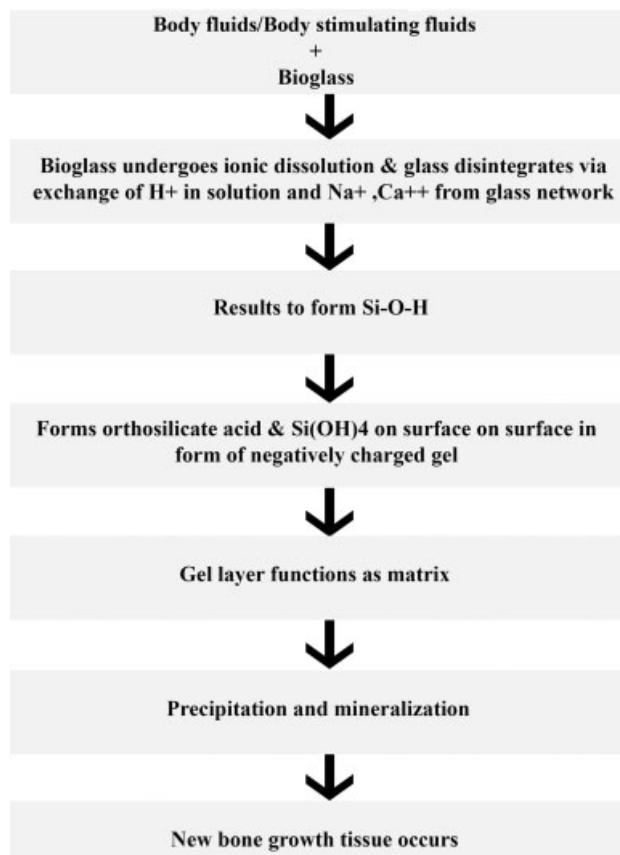 Body fluids/Body stimulating fluids
+
Bioglass
Bioglass undergoes ionic dissolution & glass disintegrates via
exchange of H+ in solution and Na+ ,Ca++ from glass network
Results to form Si-O-H
Forms orthosilicate acid & Si(OH)4 on surface on surface in
form of negatively charged gel
Gel layer functions as matrix
Precipitation and mineralization
New bone growth tissue occurs